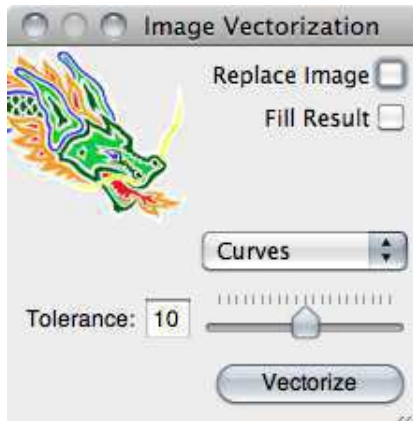 Image Vectorization
Replace Image
Fill Result
Curves
Tolerance: 10
Vectorize